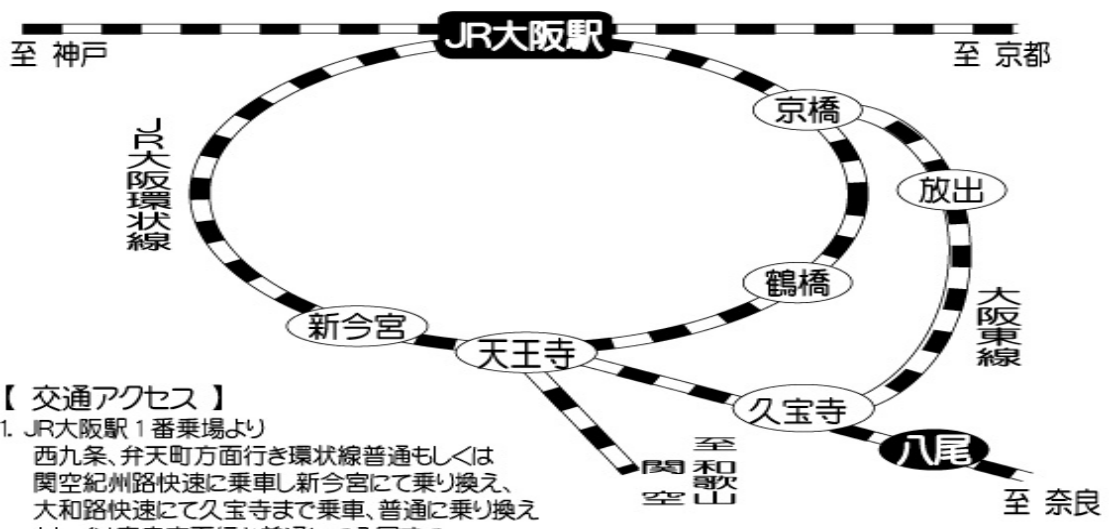 JR大阪駅
至 神戸
至 京都
京橋
JR大阪環状線
放出
鶴橋
大阪東線
新今宮
天王寺
久宝寺
八尾
至 和歌山
関空
至 奈良
【 交通アクセス 】
1. JR大阪駅1番乗場より
西九条、弁天町方面行き環状線普通もしくは
関空紀州路快速に乗車し新今宮にて乗り換え、
大和路快速にて久宝寺まで乗車、普通に乗り換え